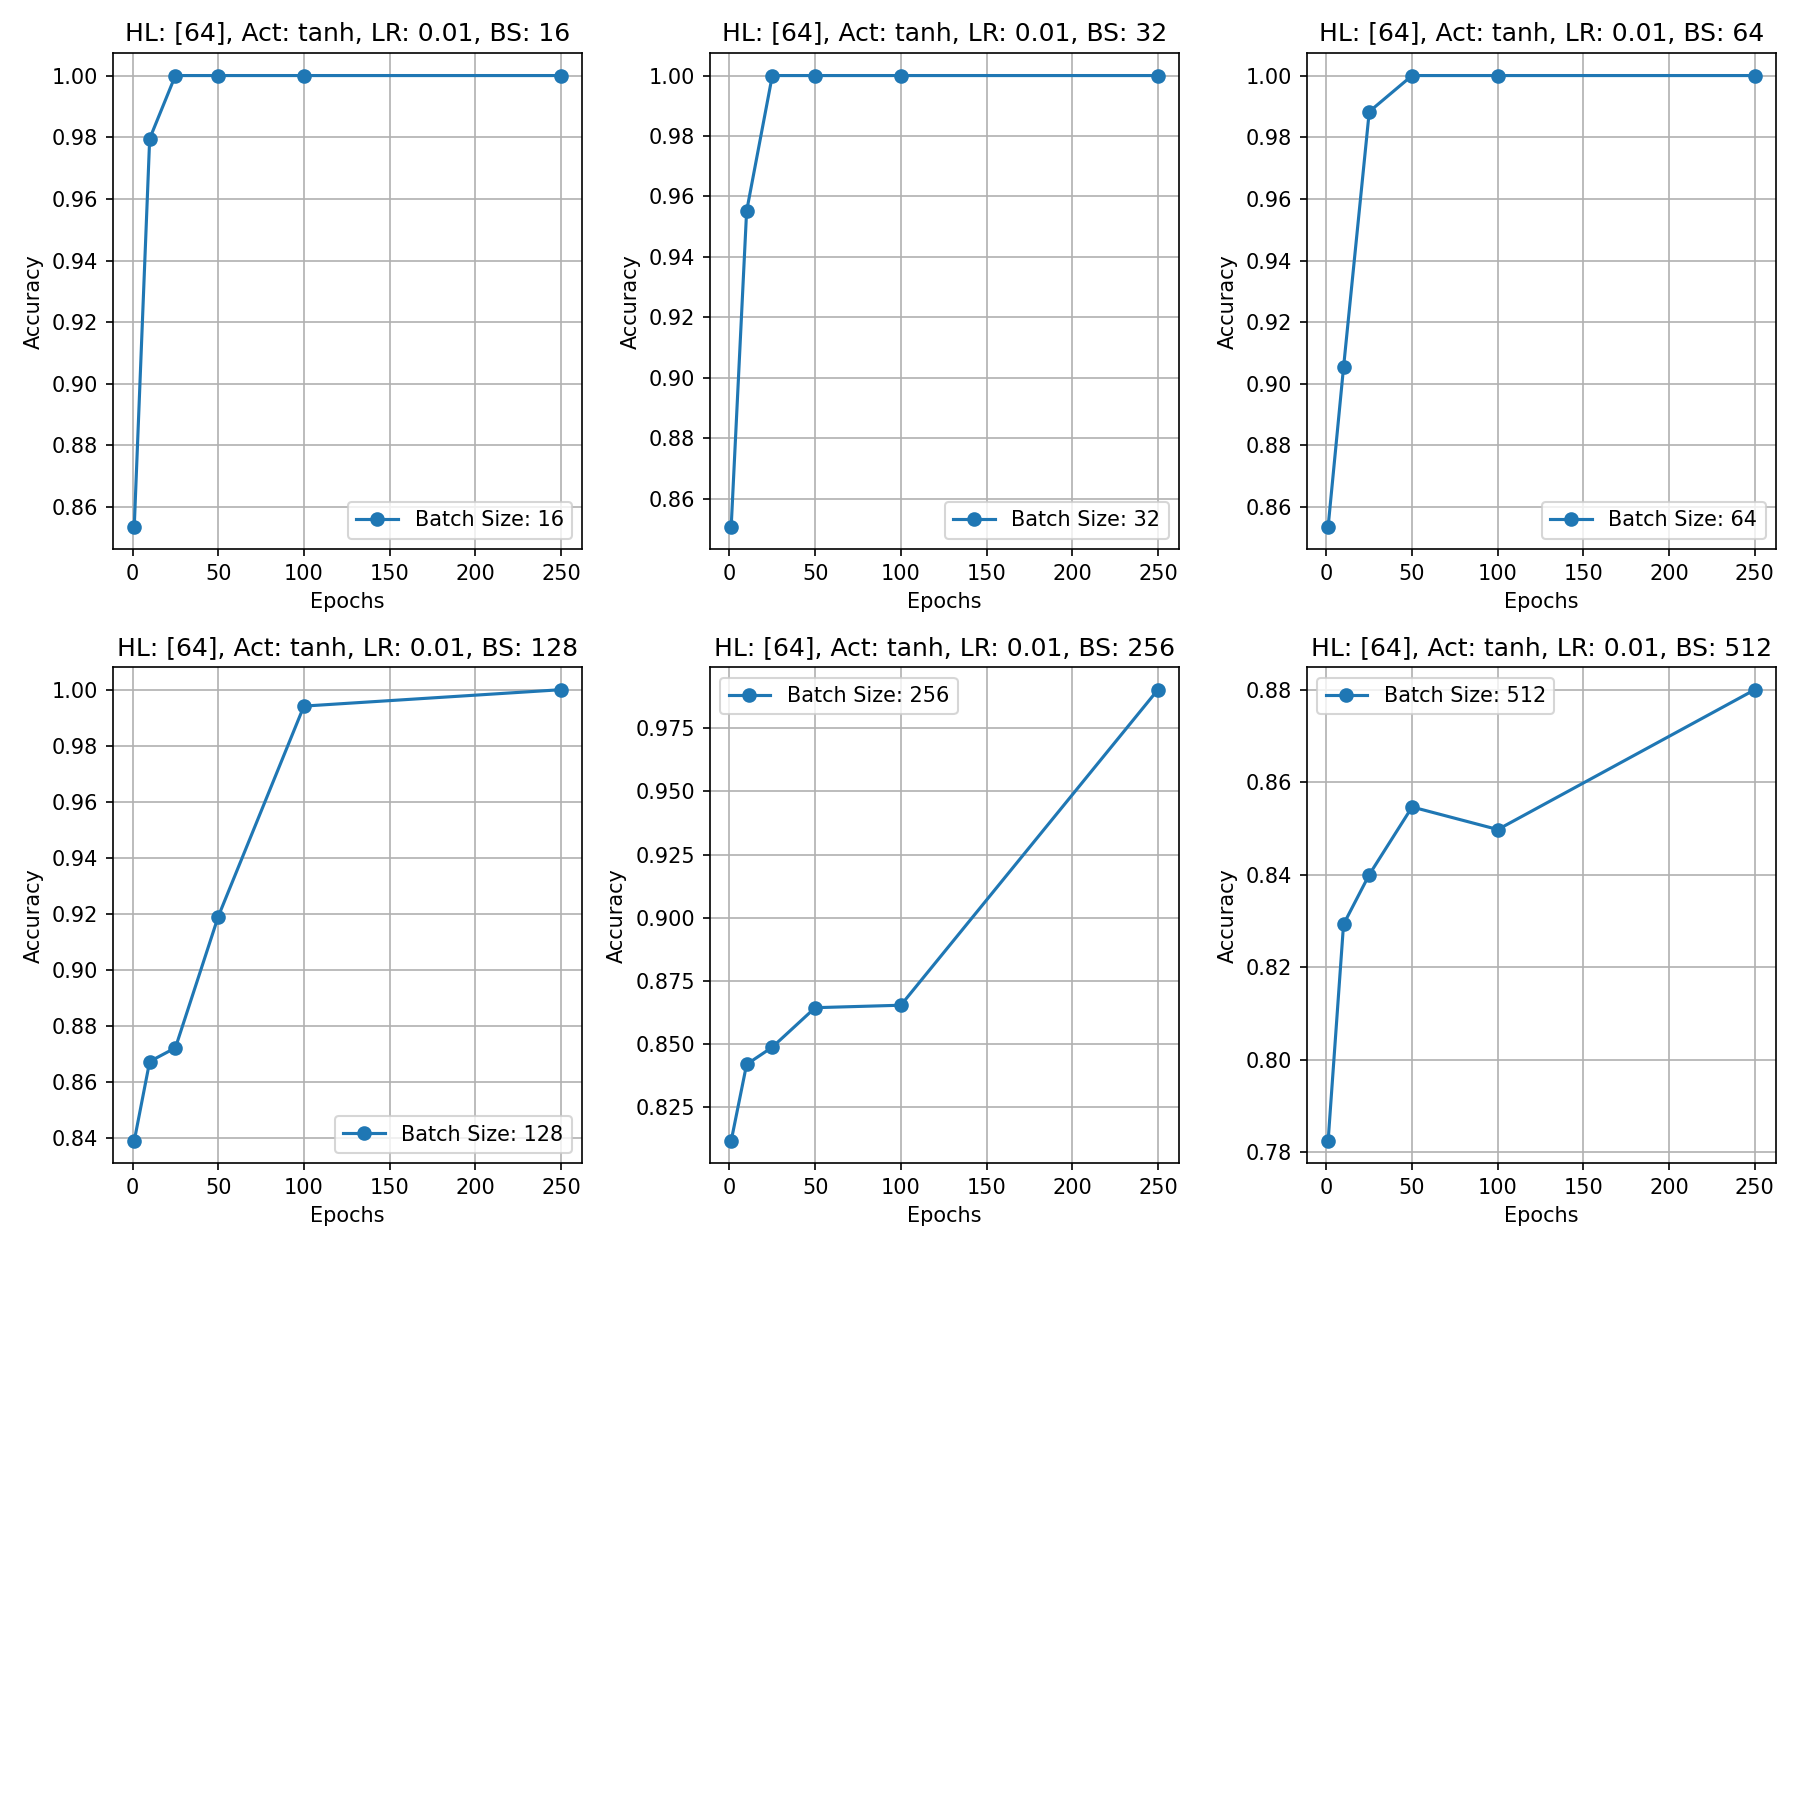 HL: [64], Act: tanh, LR: 0.01, BS: 16
1.00
0.98
0.96
0.94
0.92
0.90
0.88
0.86
Accuracy
Batch Size: 16
0 50 100 150 200 250
Epochs
HL: [64], Act: tanh, LR: 0.01, BS: 32
1.00
0.98
0.96
0.94
0.92
0.90
0.88
0.86
Accuracy
Batch Size: 32
0 50 100 150 200 250
Epochs
HL: [64], Act: tanh, LR: 0.01, BS: 64
1.00
0.98
0.96
0.94
0.92
0.90
0.88
0.86
Accuracy
Batch Size: 64
0 50 100 150 200 250
Epochs
HL: [64], Act: tanh, LR: 0.01, BS: 128
1.00
0.98
0.96
0.94
0.92
0.90
0.88
0.86
0.84
Accuracy
Batch Size: 128
0 50 100 150 200 250
Epochs
HL: [64], Act: tanh, LR: 0.01, BS: 256
Batch Size: 256
0.975
0.950
0.925
0.900
0.875
0.850
0.825
Accuracy
0 50 100 150 200 250
Epochs
HL: [64], Act: tanh, LR: 0.01, BS: 512
Batch Size: 512
0.88
0.86
0.84
0.82
0.80
0.78
Accuracy
0 50 100 150 200 250
Epochs